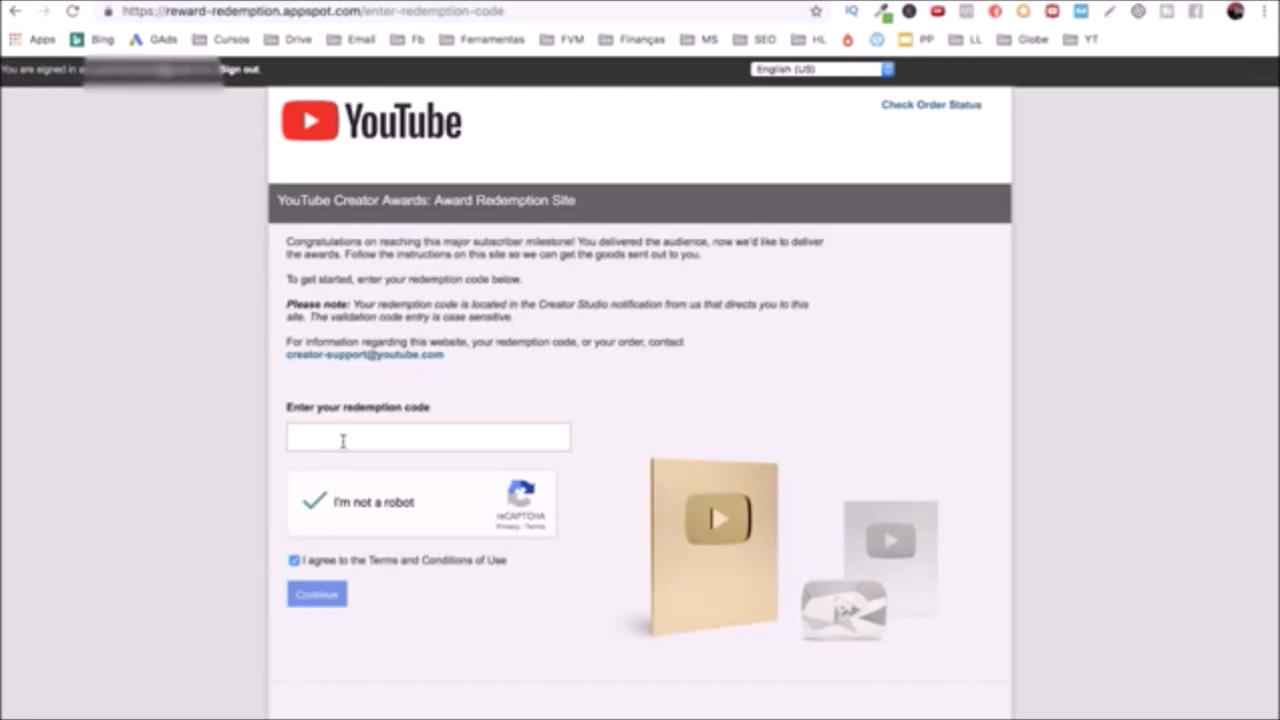 https://reward-redemption.appspot.com/enter-redemption-code
Apps Bing GAds Cursos Drive Email Fb Ferramentas FVM Finanças MS SEO HL PP LL Globe YT
You are signed in Sign out.
English (US)
YouTube
Check Order Status
YouTube Creator Awards: Award Redemption Site
Congratulations on reaching this major subscriber milestone! You delivered the audience, now we'd like to deliver
the awards. Follow the instructions on this site so we can get the goods sent out to you.
To get started, enter your redemption code below.
Please note: Your redemption code is located in the Creator Studio notification from us that directs you to this
site. The validation code entry is case sensitive.
For information regarding this website, your redemption code, or your order, contact
creator-support@youtube.com
Enter your redemption code
I'm not a robot
reCAPTCHA
Privacy - Terms
I agree to the Terms and Conditions of Use
Continue